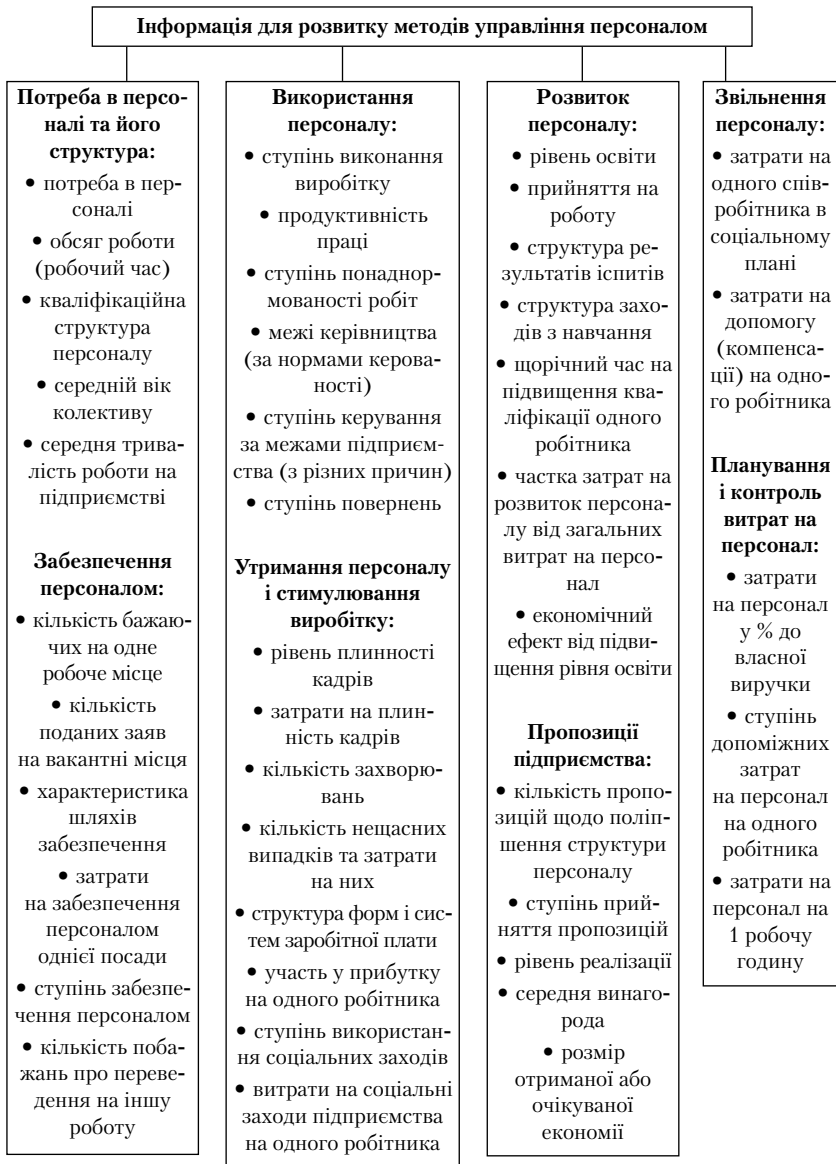 Інформація для розвитку методів управління персоналом
Потреба в персо-
налі та його
структура:
• потреба в пер-
соналі
• обсяг роботи
(робочий час)
• кваліфікаційна
структура
персоналу
• середній вік
колективу
• середня трива-
лість роботи на
підприємстві
Забезпечення
персоналом:
• кількість бажаю-
чих на одне
робоче місце
• кількість
поданих заяв
на вакантні місця
• характеристика
шляхів
забезпечення
• затрати
на забезпечення
персоналом
однієї посади
• ступінь забезпе-
чення персоналом
• кількість поба-
жань про переве-
дення на іншу
роботу
Використання
персоналу:
• ступінь виконання
виробітку
• продуктивність
праці
• ступінь понаднор-
мованості робіт
• межі керівництва
(за нормами керова-
ності)
• ступінь керування
за межами підприєм-
ства (з різних причин)
• ступінь повернень
Утримання персоналу
і стимулювання
виробітку:
• рівень плинності
кадрів
• затрати на плин-
ність кадрів
• кількість захворю-
вань
• кількість нещасних
випадків та затрати
на них
• структура форм і сис-
тем заробітної плати
• участь у прибутку
на одного робітника
• ступінь використан-
ня соціальних заходів
• витрати на соціальні
заходи підприємства
на одного робітника
Розвиток
персоналу:
• рівень освіти
• прийняття на
роботу
• структура ре-
зультатів іспитів
• структура захо-
дів з навчання
• щорічний час на
підвищення ква-
ліфікації одного
робітника
• частка затрат на
розвиток персона-
лу від загальних
витрат на персо-
нал
• економічний
ефект від підви-
щення рівня освіти
Пропозиції
підприємства:
• кількість пропо-
зицій щодо поліп-
шення структури
персоналу
• ступінь прий-
няття пропозицій
• рівень реалізації
• середня винаго-
рода
• розмір
отриманої або
очікуваної
економії
Звільнення
персоналу:
• затрати на
одного спів-
робітника в
соціальному
плані
• затрати на
допомогу
(компенса-
ції) на одно-
го робітника
Планування
і контроль
витрат на
персонал:
• затрати
на персонал
у % до
власної
виручки
• ступінь
допоміжних
затрат
на персонал
на одного
робітника
• затрати на
персонал на
1 робочу
годину